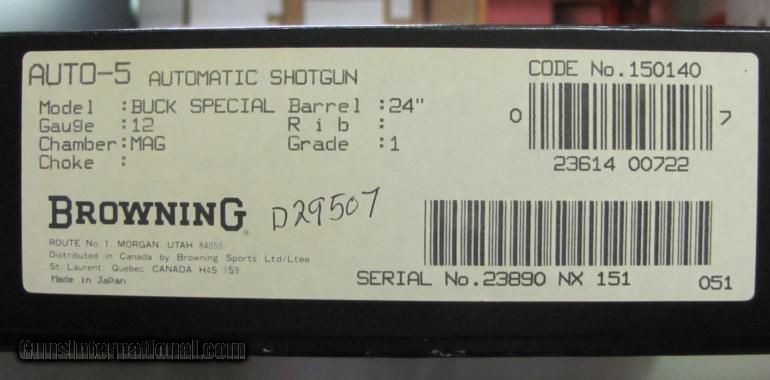 AUTO-5 AUTOMATIC SHOTGUN
Model :BUCK SPECIAL Barrel :24"
Gauge :12 Rib :
Chamber:MAG Grade :1
Choke :
CODE No.150140
0 7
23614 00722
BROWNING®
D29507
ROUTE No. 1. MORGAN. UTAH 84050
Distributed in Canada by Browning Sports Ltd/Ltee
St. Laurent. Quebec CANADA H4S 1S9
Made in Japan
SERIAL No.23890 NX 151
051
GunsInternational.com